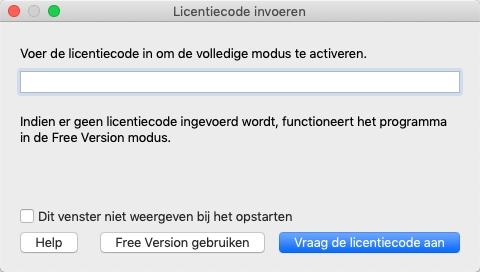 Licentiecode invoeren
Voer de licentiecode in om de volledige modus te activeren.
Indien er geen licentiecode ingevoerd wordt, functioneert het programma
in de Free Version modus.
Dit venster niet weergeven bij het opstarten
Help
Free Version gebruiken
Vraag de licentiecode aan